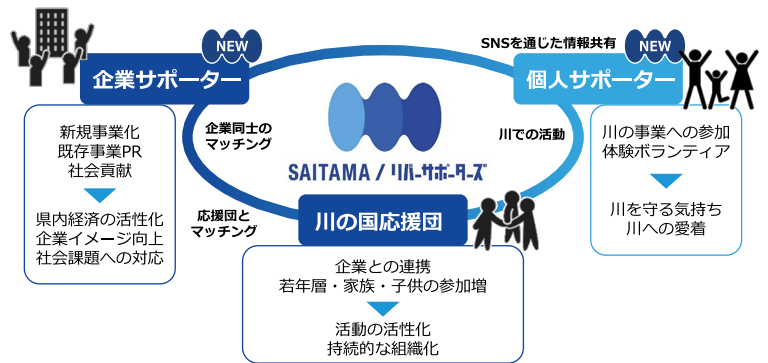 NEW
企業サポーター
新規事業化
既存事業PR
社会貢献
県内経済の活性化
企業イメージ向上
社会課題への対応
企業同士の
マッチング
応援団と
マッチング
SAITAMA / リバーサポーターズ
SNSを通じた情報共有
NEW
個人サポーター
川での活動
川の事業への参加
体験ボランティア
川を守る気持ち
川への愛着
川の国応援団
企業との連携
若年層・家族・子供の参加増
活動の活性化
持続的な組織化